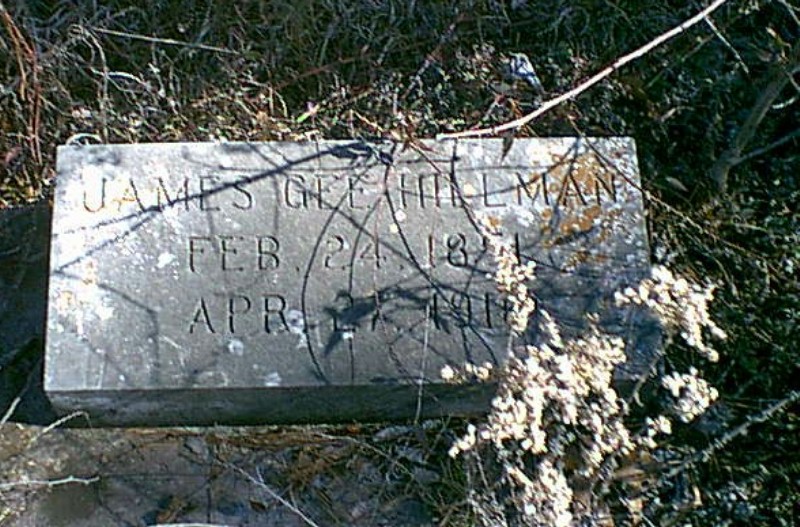 JAMES GEE HILLMAN
FEB. 24,
APR. 27,